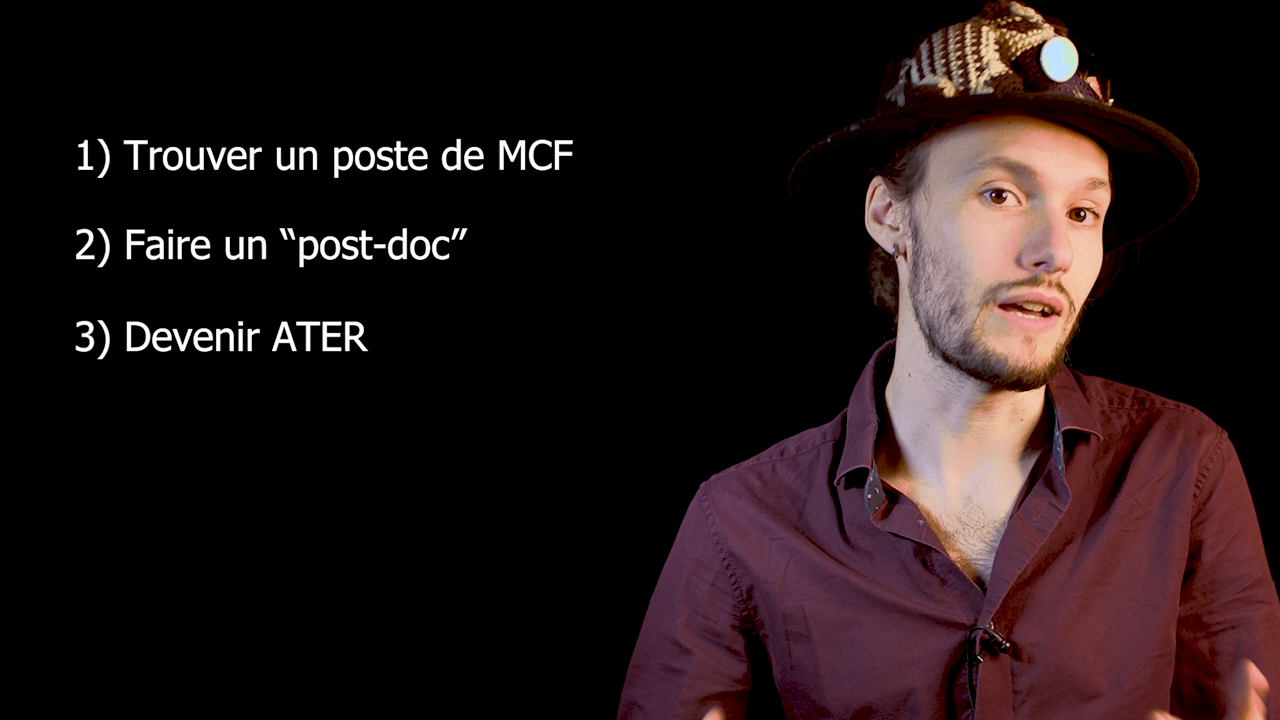 1) Trouver un poste de MCF
2) Faire un “post-doc”
3) Devenir ATER